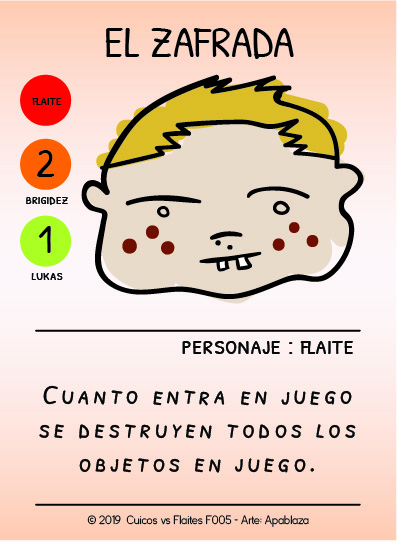 EL ZAFRADA
FLAITE
2
BRIGIDEZ
1
LUKAS
PERSONAJE : FLAITE
CUANTO ENTRA EN JUEGO
SE DESTRUYEN TODOS LOS
OBJETOS EN JUEGO.
© 2019 Cuicos vs Flaites F005 - Arte: Apablaza